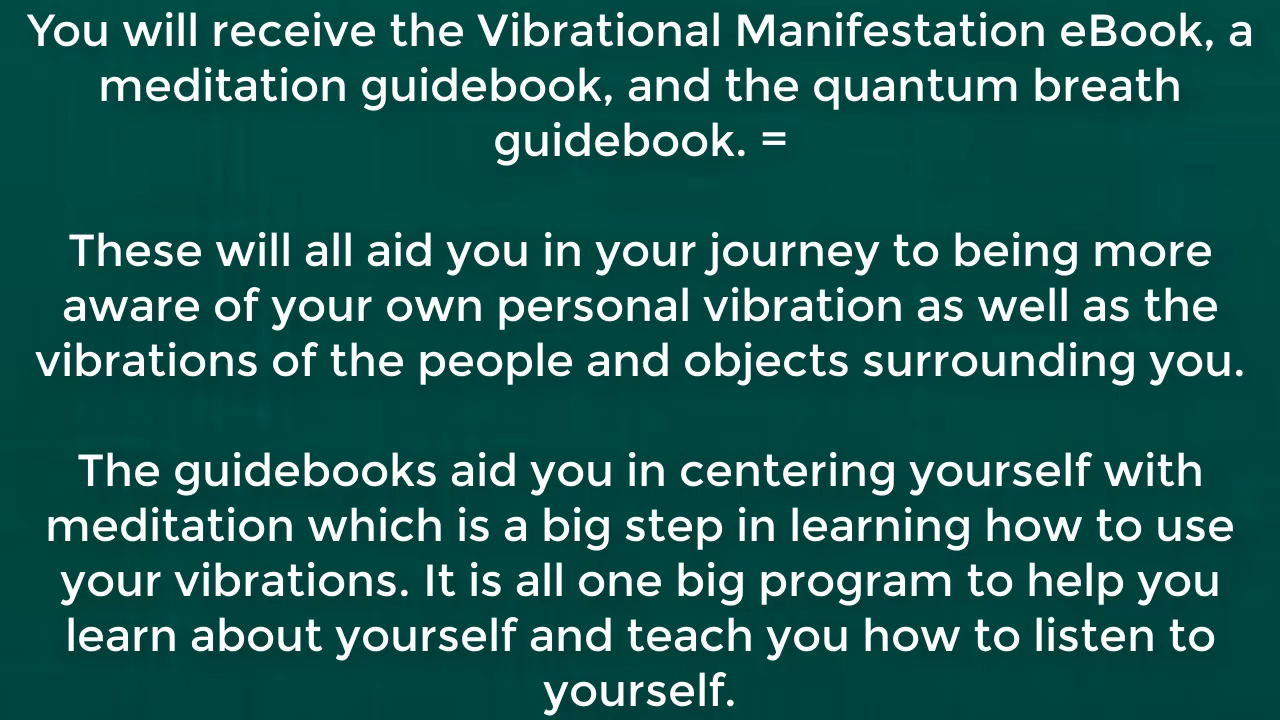 You will receive the Vibrational Manifestation eBook, a
meditation guidebook, and the quantum breath
guidebook. =
These will all aid you in your journey to being more
aware of your own personal vibration as well as the
vibrations of the people and objects surrounding you.
The guidebooks aid you in centering yourself with
meditation which is a big step in learning how to use
your vibrations. It is all one big program to help you
learn about yourself and teach you how to listen to
yourself.